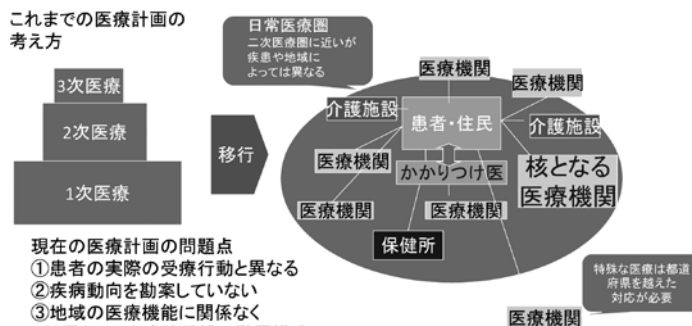 これまでの医療計画の
考え方
3次医療
2次医療
1次医療
移行
日常医療圏
二次医療圏に近いが
疾患や地域に
よっては異なる
医療機関
医療機関
介護施設
患者・住民
介護施設
医療機関
かかりつけ医
核となる
医療機関
医療機関
医療機関
保健所
特殊な医療は都道
府県を越えた
対応が必要
医療機関
現在の医療計画の問題点
①患者の実際の受療行動と異なる
②疾病動向を勘案していない
③地域の医療機能に関係なく